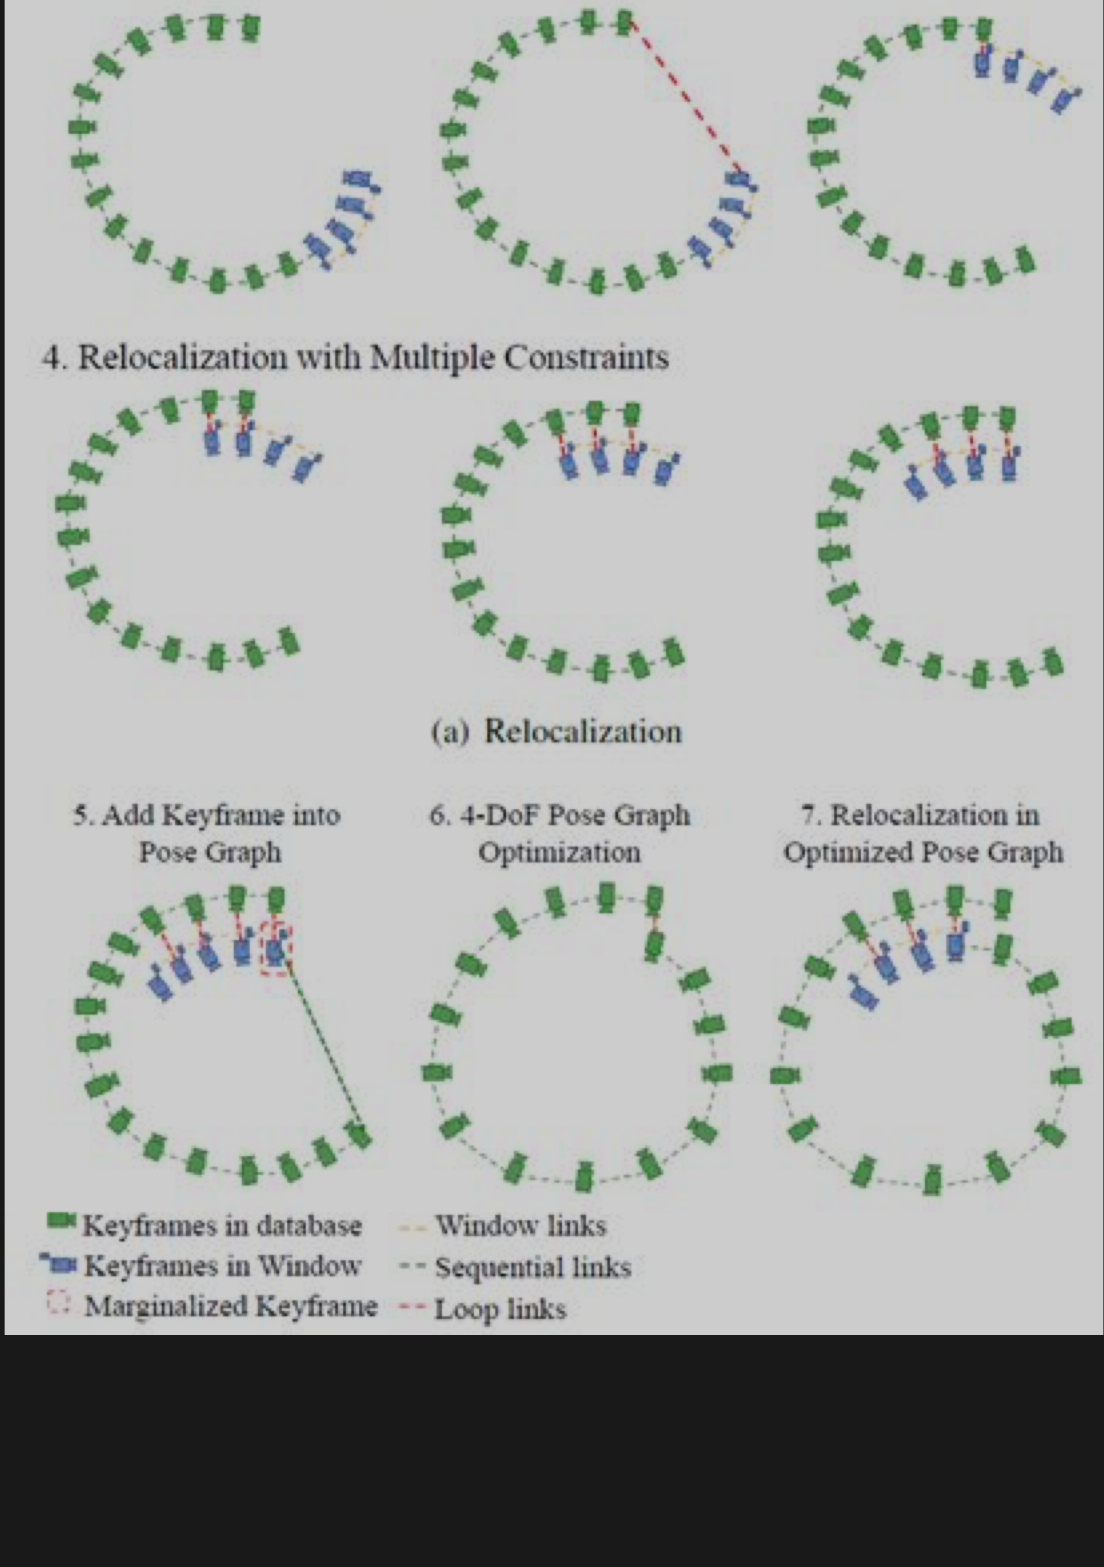 4. Relocalization with Multiple Constraints
(a) Relocalization
5. Add Keyframe into
Pose Graph
6. 4-DoF Pose Graph
Optimization
7. Relocalization in
Optimized Pose Graph
Keyframes in database
Window links
Keyframes in Window
Sequential links
Marginalized Keyframe
Loop links